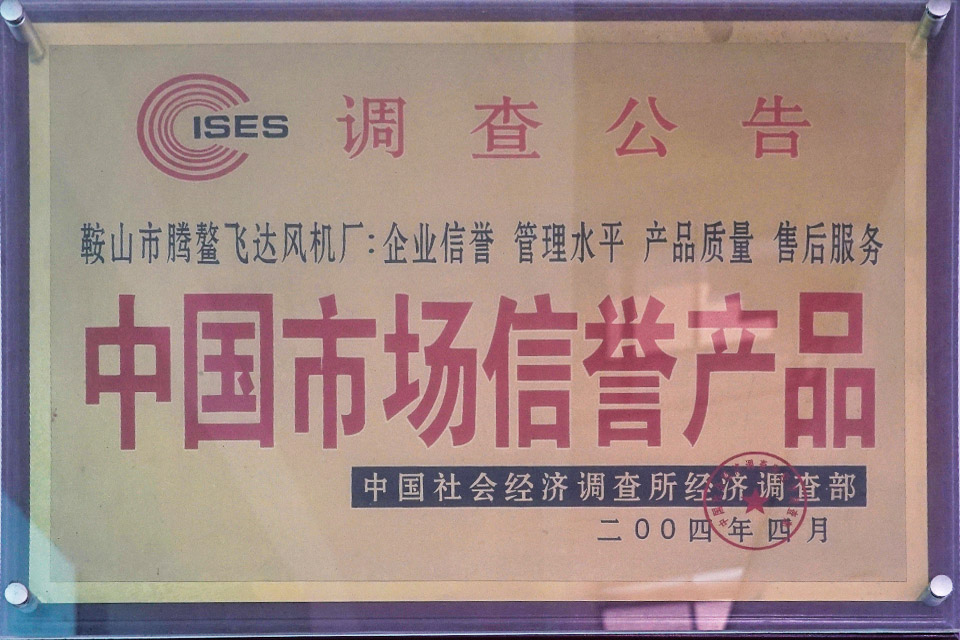 ISES 调查公告
鞍山市腾鳌飞达风机厂:企业信誉 管理水平 产品质量 售后服务
中国市场信誉产品
中国社会经济调查所经济调查部
二00四年四月